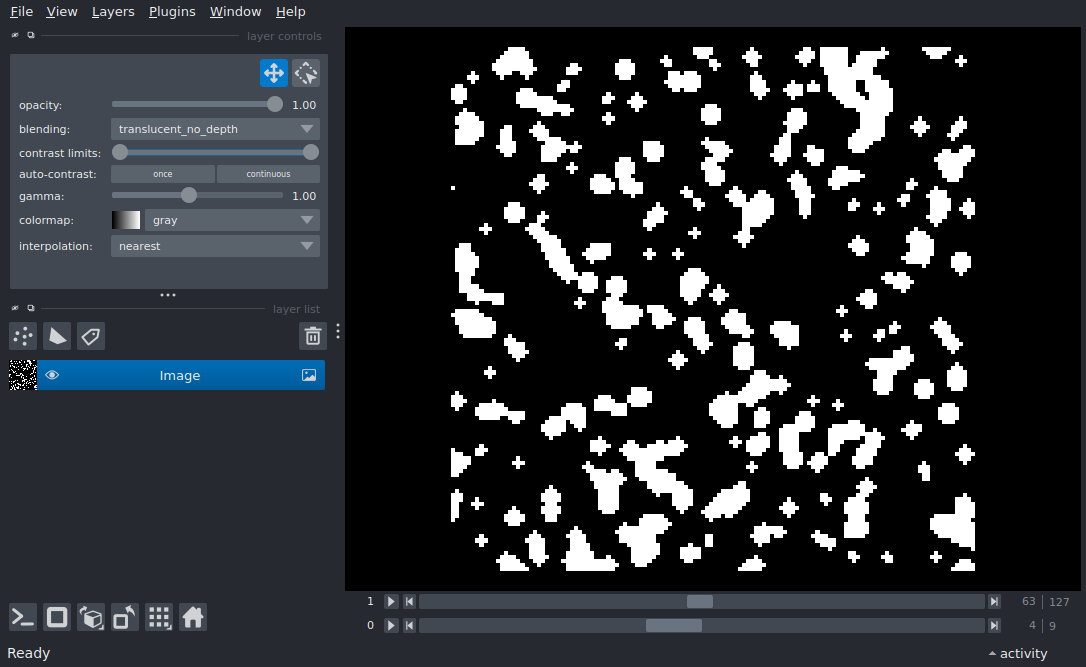 File View Layers Plugins Window Help
layer controls
opacity: 1.00
blending: translucent_no_depth
contrast limits:
auto-contrast: once continuous
gamma: 1.00
colormap: gray
interpolation: nearest
layer list
Image
1 63 127
0 4 9
Ready activity